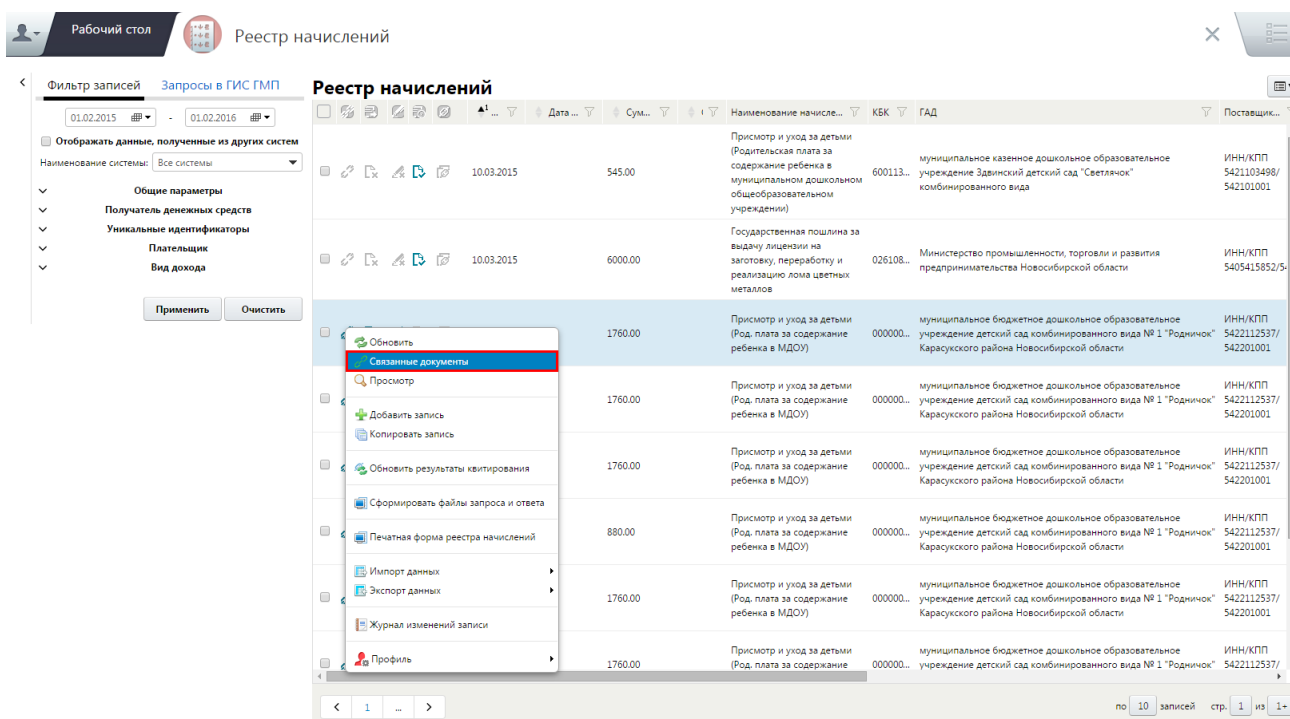 Рабочий стол
Реестр начислений
Фильтр записей Запросы в ГИС ГМП
01.02.2015 - 01.02.2016
Отображать данные, полученные из других систем
Наименование системы: Все системы
Общие параметры
Получатель денежных средств
Уникальные идентификаторы
Плательщик
Вид дохода
Применить Очистить
Реестр начислений
1 ... Дата ... Сум... Наименование начисле... КБК ГАД Поставщик...
Присмотр и уход за детьми
(Родительская плата за
содержание ребенка в
муниципальном дошкольном
общеобразовательном
учреждении)
10.03.2015 545.00 600113...
муниципальное казенное дошкольное образовательное
учреждение Здвинский детский сад "Светлячок"
комбинированного вида
ИНН/КПП
5421103498/
542101001
Государственная пошлина за
выдачу лицензии на
заготовку, переработку и
реализацию лома цветных
металлов
10.03.2015 6000.00 026108...
Министерство промышленности, торговли и развития
предпринимательства Новосибирской области
ИНН/КПП
5405415852/54
Присмотр и уход за детьми
(Род. плата за содержание
ребенка в МДОУ)
1760.00 000000...
муниципальное бюджетное дошкольное образовательное
учреждение детский сад комбинированного вида № 1 "Родничок"
Карасукского района Новосибирской области
ИНН/КПП
5422112537/
542201001
Присмотр и уход за детьми
(Род. плата за содержание
ребенка в МДОУ)
1760.00 000000...
муниципальное бюджетное дошкольное образовательное
учреждение детский сад комбинированного вида № 1 "Родничок"
Карасукского района Новосибирской области
ИНН/КПП
5422112537/
542201001
Присмотр и уход за детьми
(Род. плата за содержание
ребенка в МДОУ)
1760.00 000000...
муниципальное бюджетное дошкольное образовательное
учреждение детский сад комбинированного вида № 1 "Родничок"
Карасукского района Новосибирской области
ИНН/КПП
5422112537/
542201001
Присмотр и уход за детьми
(Род. плата за содержание
ребенка в МДОУ)
880.00 000000...
муниципальное бюджетное дошкольное образовательное
учреждение детский сад комбинированного вида № 1 "Родничок"
Карасукского района Новосибирской области
ИНН/КПП
5422112537/
542201001
Присмотр и уход за детьми
(Род. плата за содержание
ребенка в МДОУ)
1760.00 000000...
муниципальное бюджетное дошкольное образовательное
учреждение детский сад комбинированного вида № 1 "Родничок"
Карасукского района Новосибирской области
ИНН/КПП
5422112537/
542201001
Присмотр и уход за детьми
(Род. плата за содержание
1760.00 000000...
муниципальное бюджетное дошкольное образовательное
учреждение детский сад комбинированного вида № 1 "Родничок"
ИНН/КПП
5422112537/
Обновить
Связанные документы
Просмотр
Добавить запись
Копировать запись
Обновить результаты квитирования
Сформировать файлы запроса и ответа
Печатная форма реестра начислений
Импорт данных
Экспорт данных
Журнал изменений записи
Профиль
1 ...
по 10 записей стр. 1 из 1+